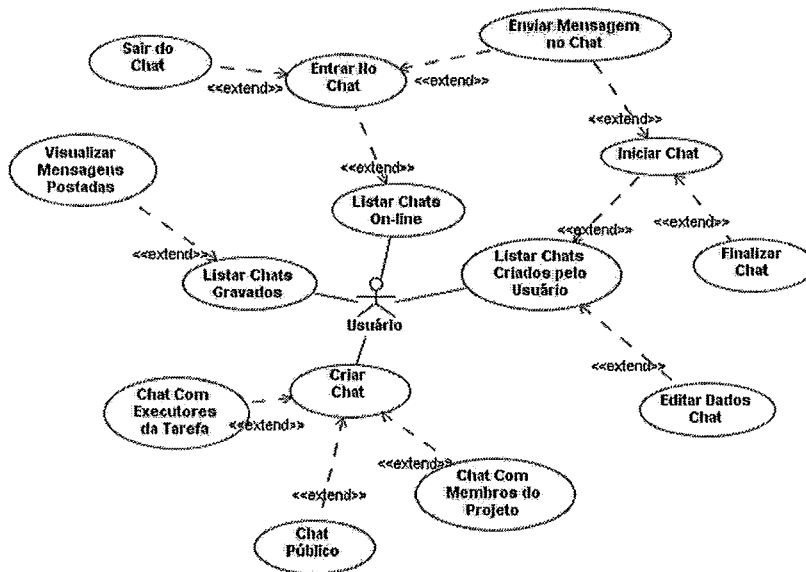 Enviar Mensagem
no Chat
Sair do
Chat
Entrar No
Chat
<<extend>>
<<extend>>
<<extend>>
Visualizar
Mensagens
Postadas
<<extend>>
Iniciar Chat
Listar Chats
On-line
<<extend>>
<<extend>>
<<extend>>
Listar Chats
Gravados
Listar Chats
Criados pelo
Usuário
Finalizar
Chat
Usuário
<<extend>>
Criar
Chat
Chat Com
Executores
da Tarefa
<<extend>>
Editar Dados
Chat
<<extend>>
Chat Com
Membros do
Projeto
<<extend>>
Chat
Público